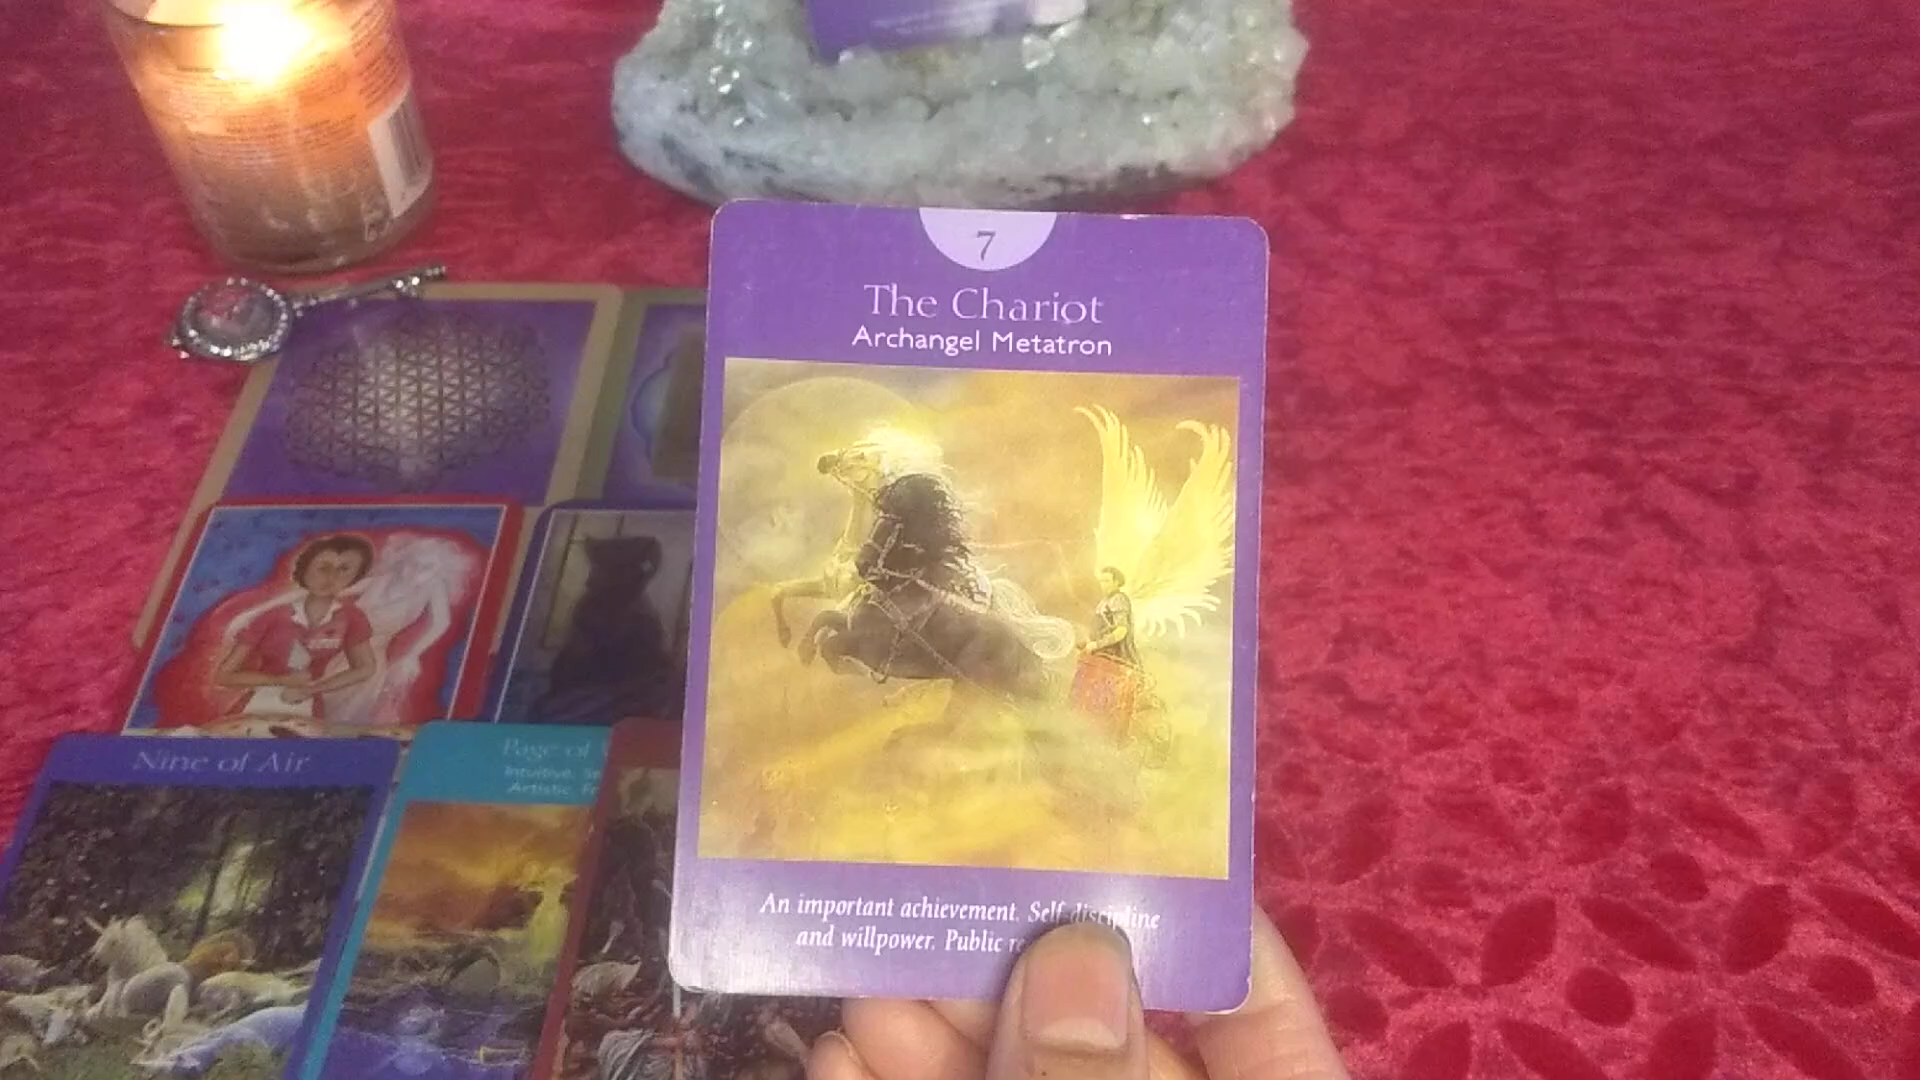 7
The Chariot
Archangel Metatron
An important achievement. Self-discipline
and willpower. Public
Nine of Air
Page of
Intuitive.
Artistic.